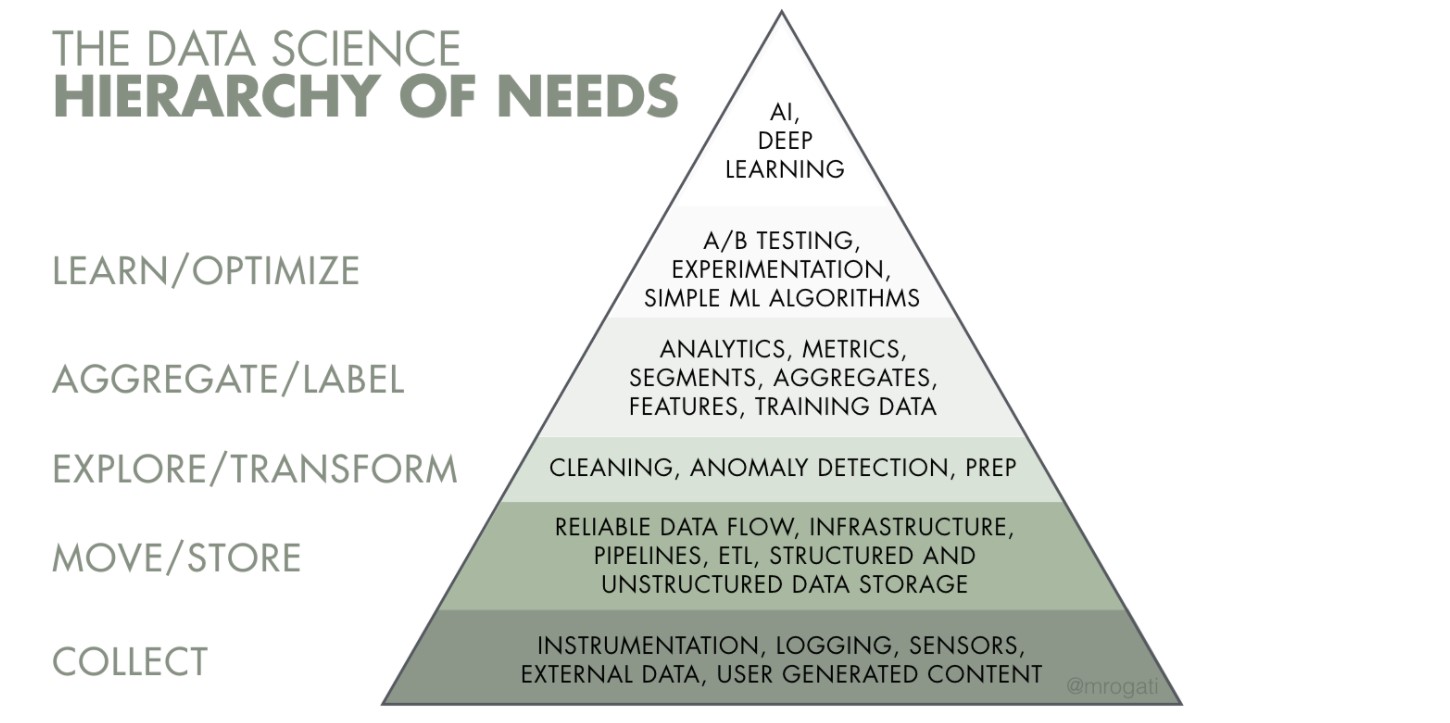 THE DATA SCIENCE
HIERARCHY OF NEEDS
AI,
DEEP
LEARNING
LEARN/OPTIMIZE
A/B TESTING,
EXPERIMENTATION,
SIMPLE ML ALGORITHMS
AGGREGATE/LABEL
ANALYTICS, METRICS,
SEGMENTS, AGGREGATES,
FEATURES, TRAINING DATA
EXPLORE/TRANSFORM
CLEANING, ANOMALY DETECTION, PREP
MOVE/STORE
RELIABLE DATA FLOW, INFRASTRUCTURE,
PIPELINES, ETL, STRUCTURED AND
UNSTRUCTURED DATA STORAGE
COLLECT
INSTRUMENTATION, LOGGING, SENSORS,
EXTERNAL DATA, USER GENERATED CONTENT
@mrogati